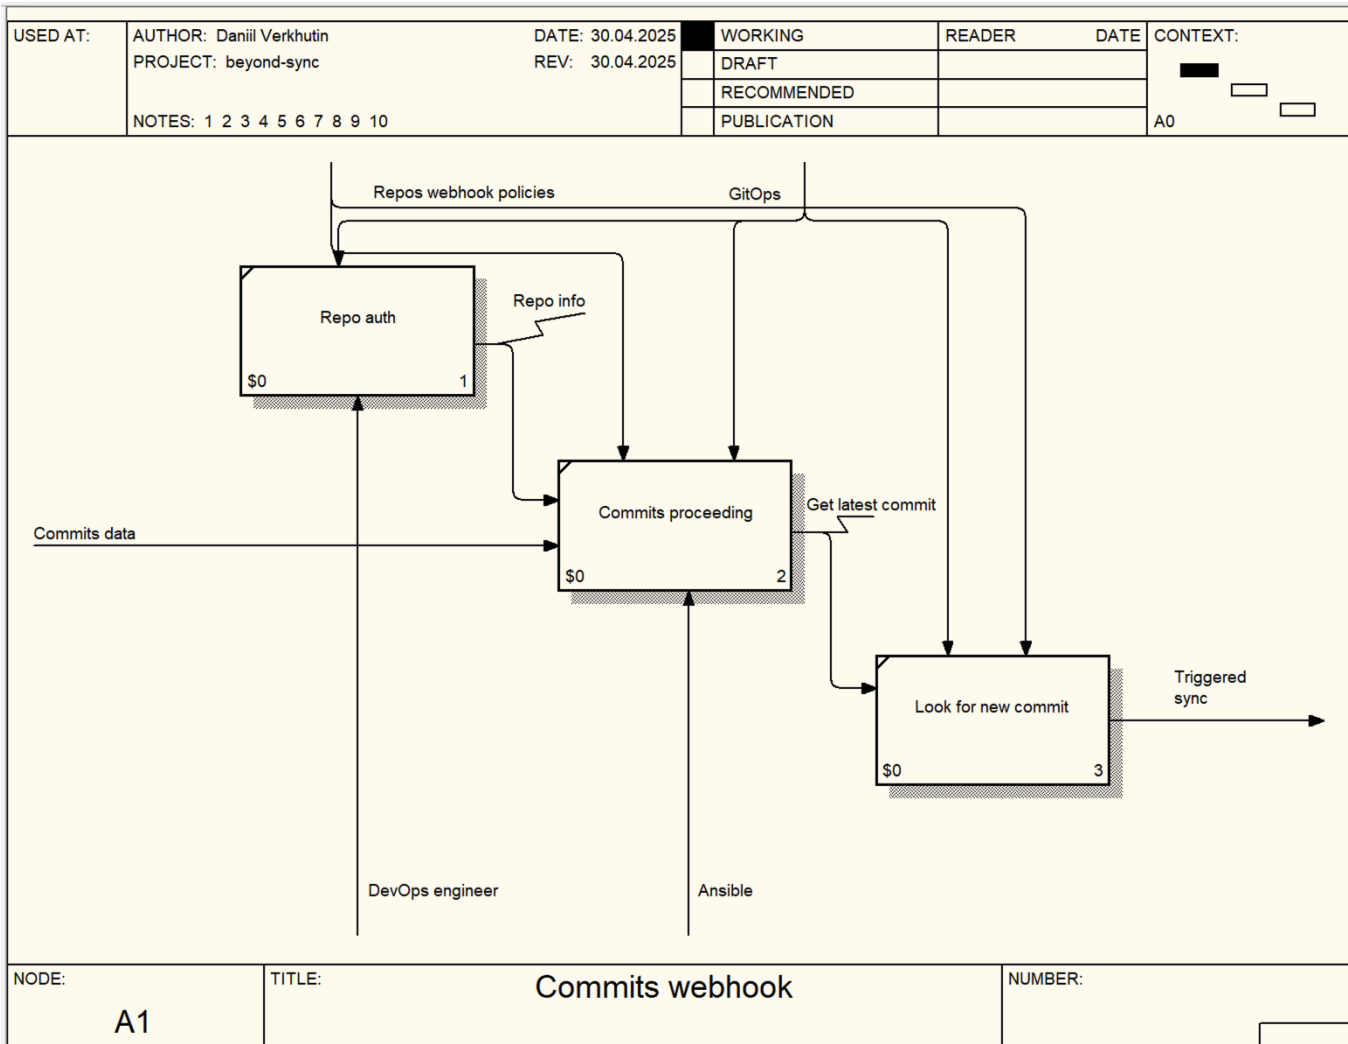 USED AT:
AUTHOR: Daniil Verkhutin
DATE: 30.04.2025
PROJECT: beyond-sync
REV: 30.04.2025
NOTES: 1 2 3 4 5 6 7 8 9 10
WORKING
DRAFT
RECOMMENDED
PUBLICATION
READER DATE
CONTEXT:
A0
Repos webhook policies
GitOps
Repo auth
$0 1
Repo info
Commits data
Commits proceeding
$0 2
Get latest commit
Look for new commit
$0 3
Triggered
sync
DevOps engineer
Ansible
NODE:
A1
TITLE:
Commits webhook
NUMBER: